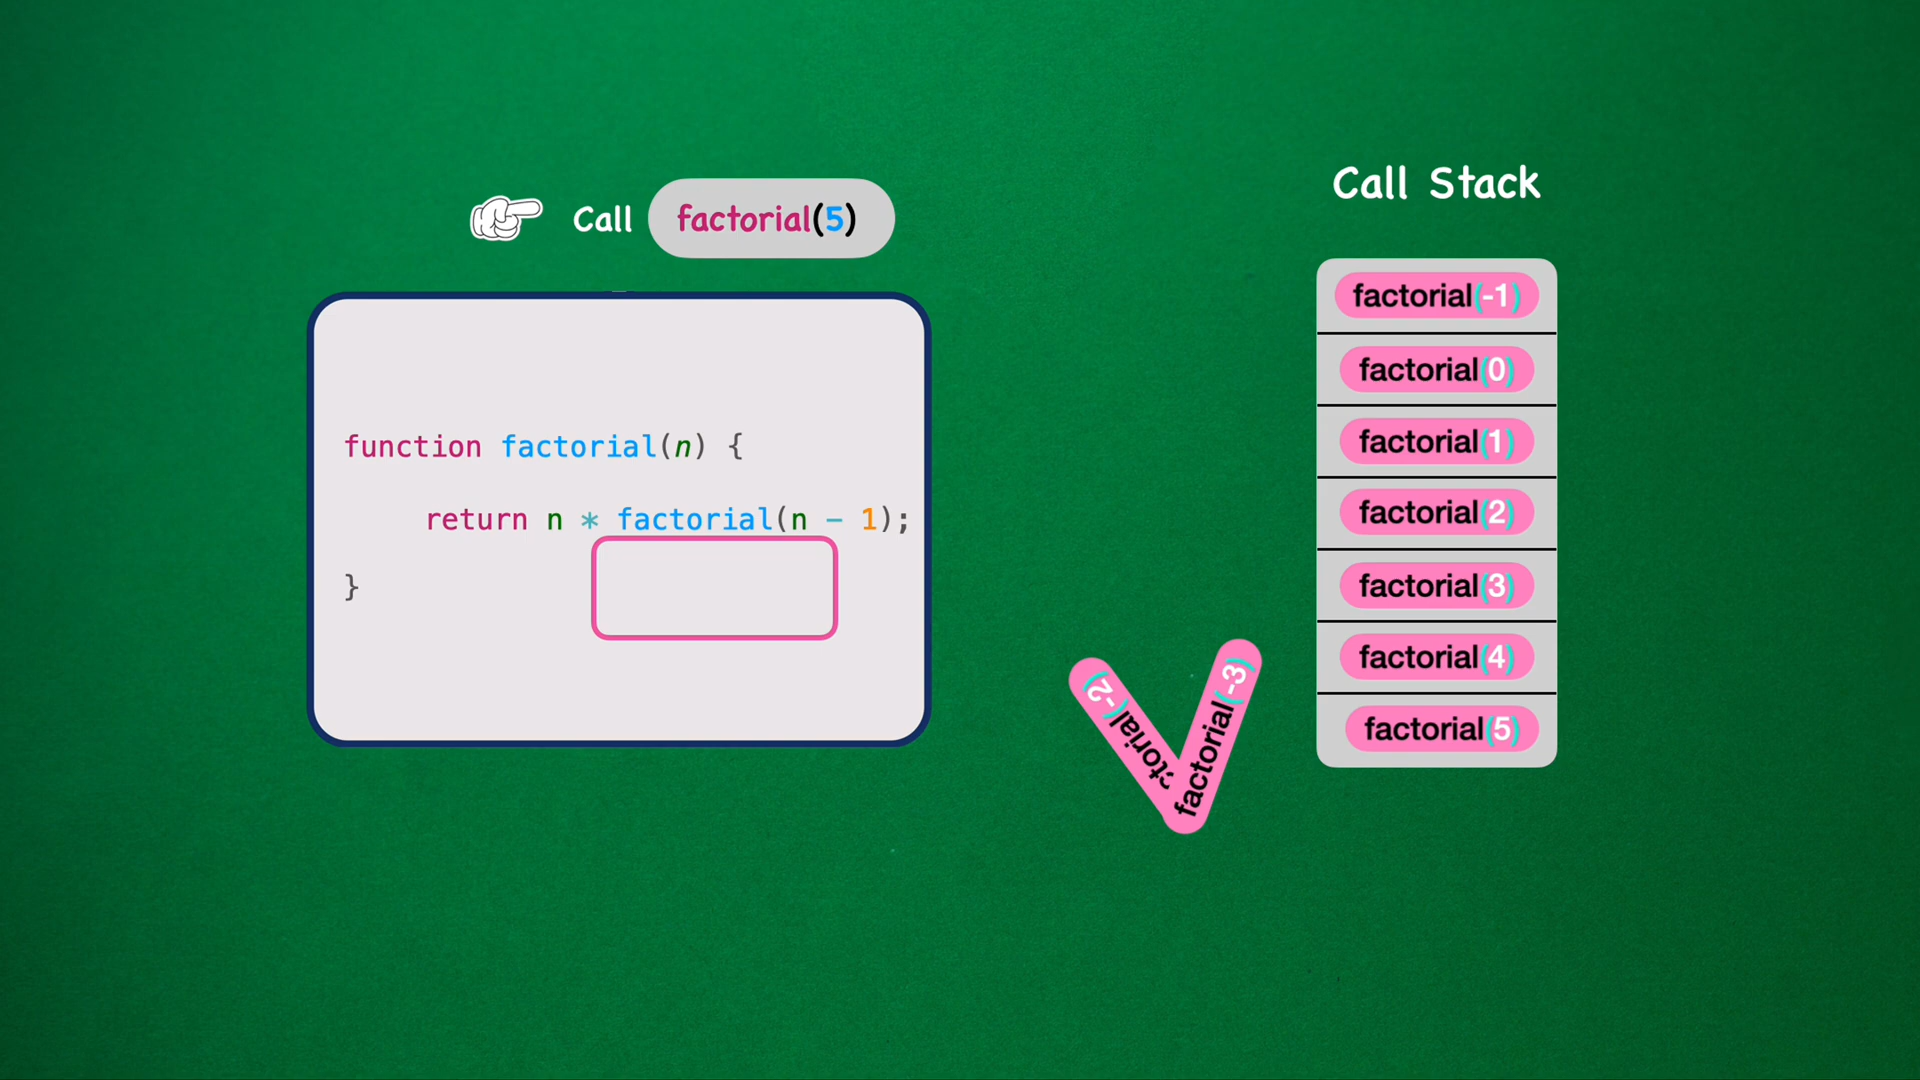 Call factorial(5)
function factorial(n) {
return n * factorial(n - 1);
}
Call Stack
factorial(-1)
factorial(0)
factorial(1)
factorial(2)
factorial(3)
factorial(4)
factorial(5)
ctorial(-2)
factorial(-3)